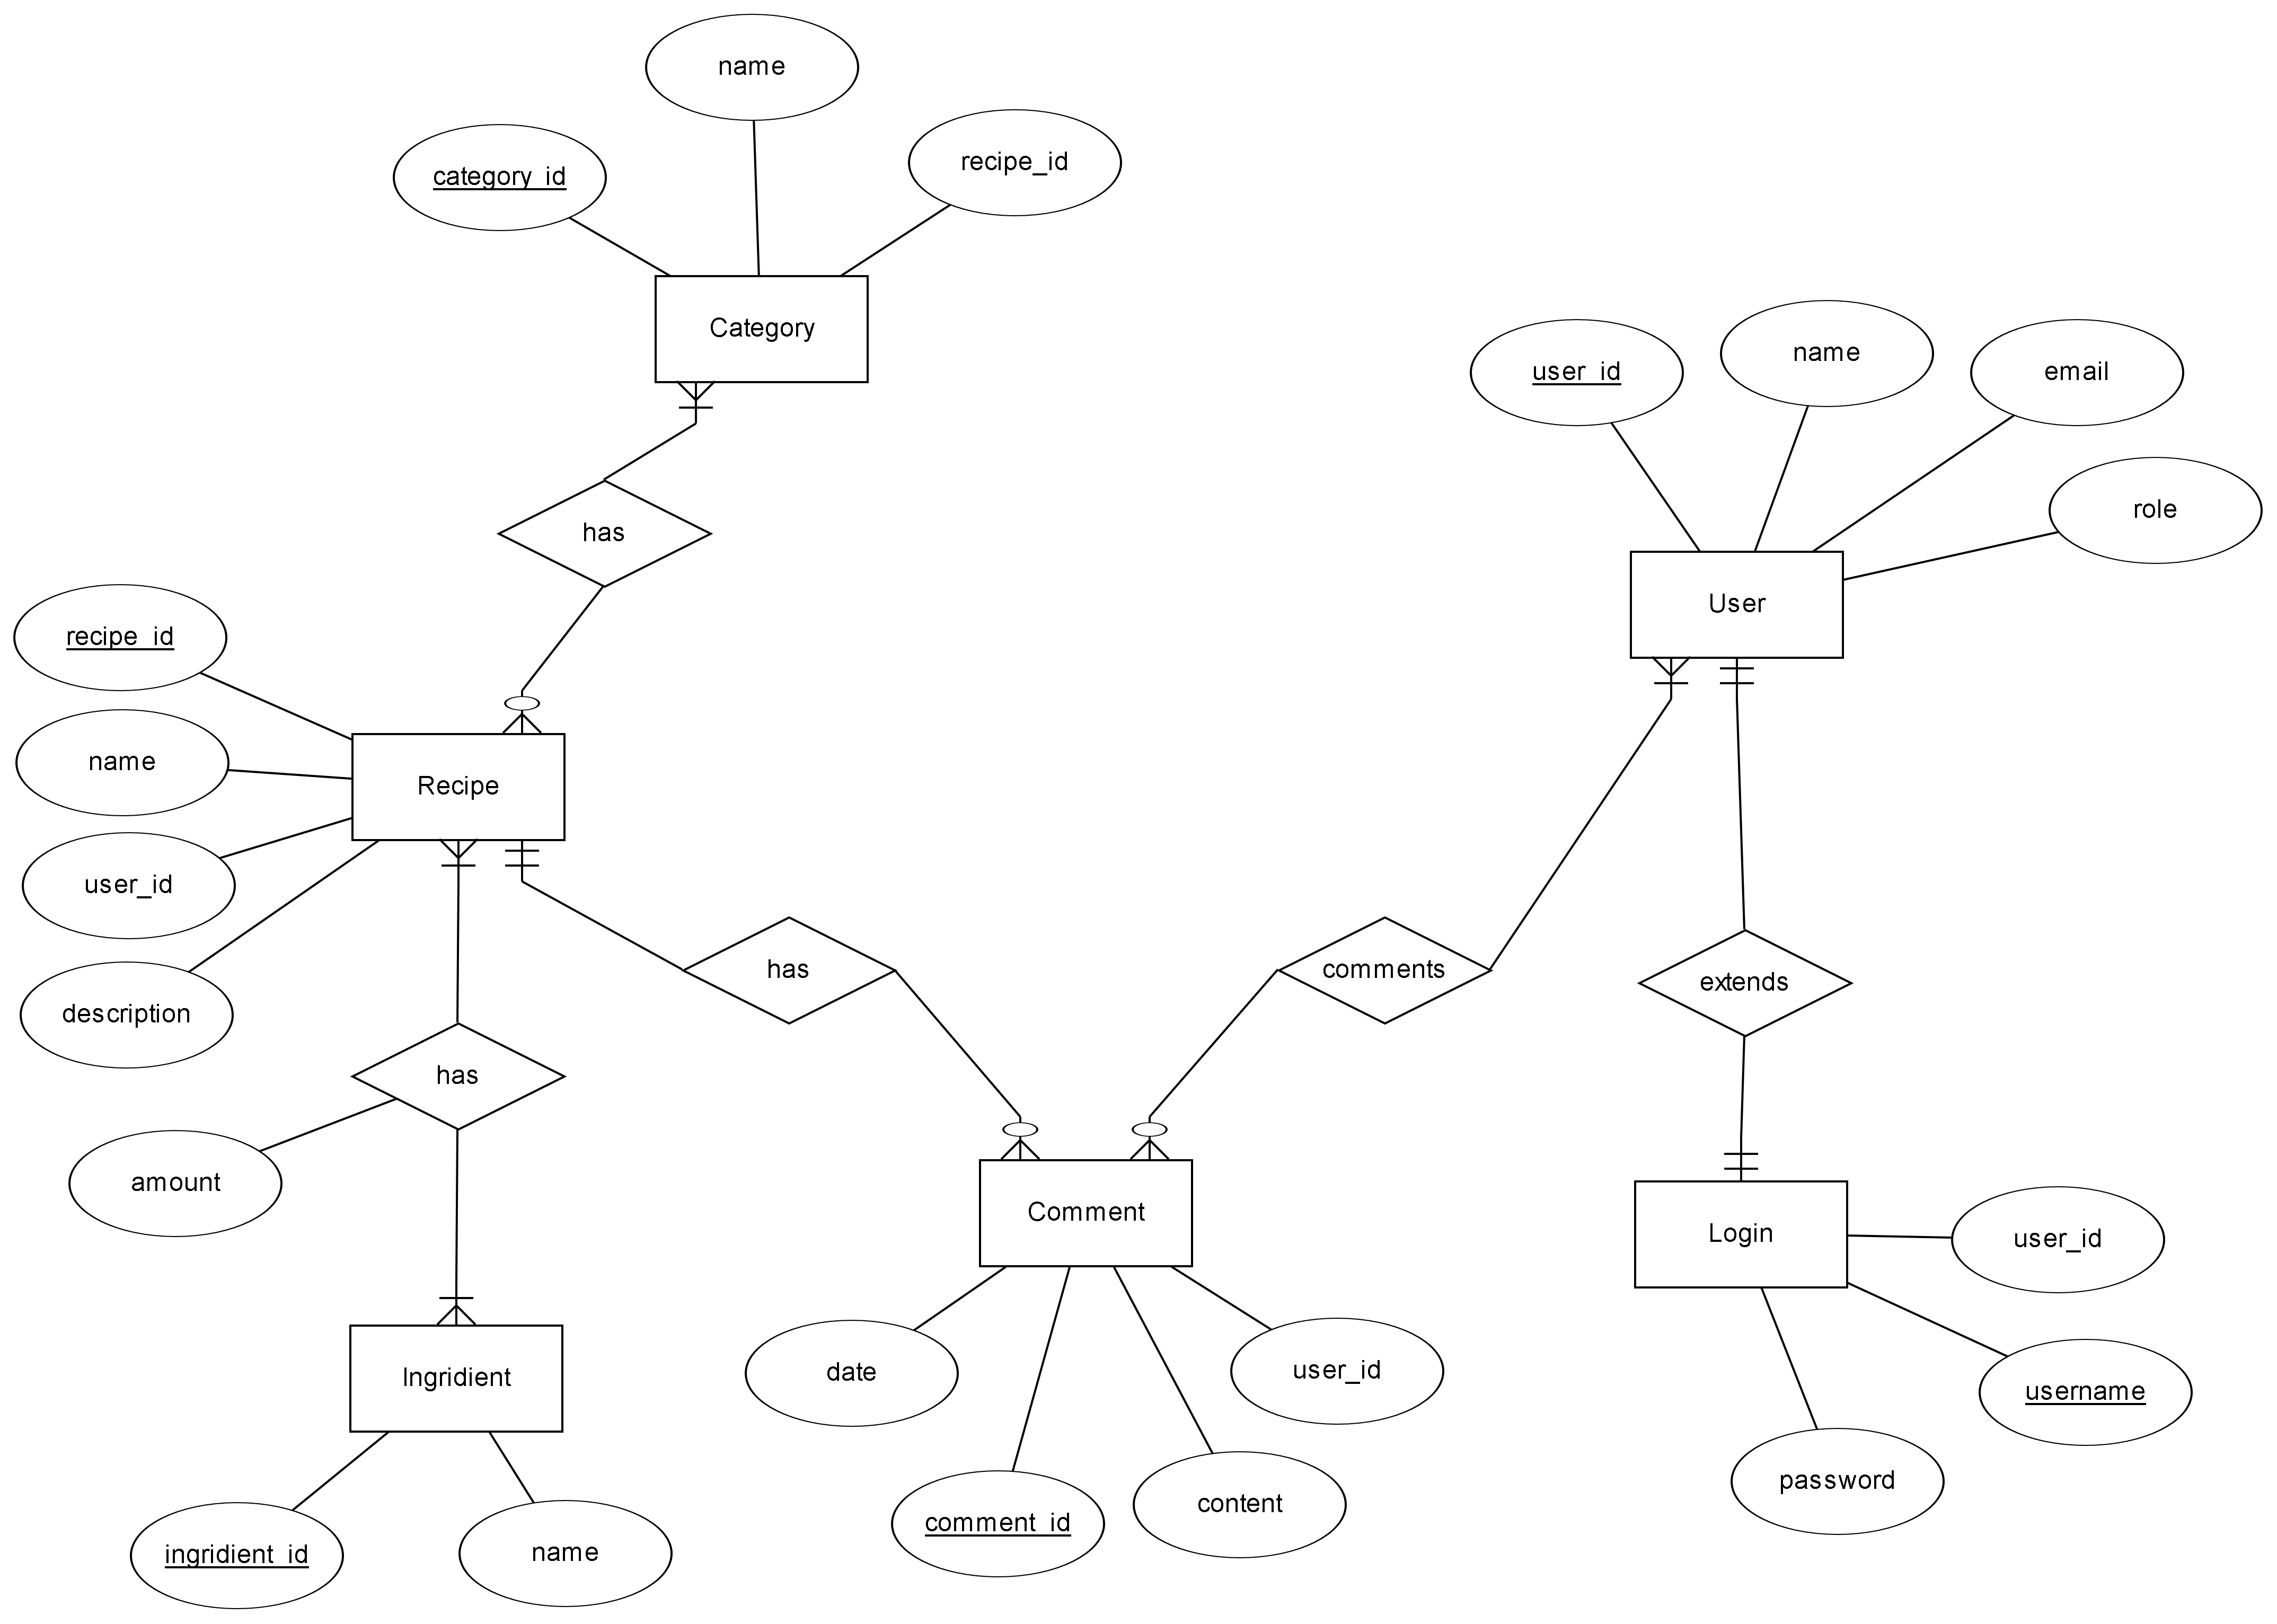 name
category_id
recipe_id
Category
has
user_id
name
email
role
User
recipe_id
name
user_id
description
Recipe
has
comments
extends
has
amount
Comment
Login
user_id
username
password
Ingridient
date
user_id
comment_id
content
ingridient_id
name